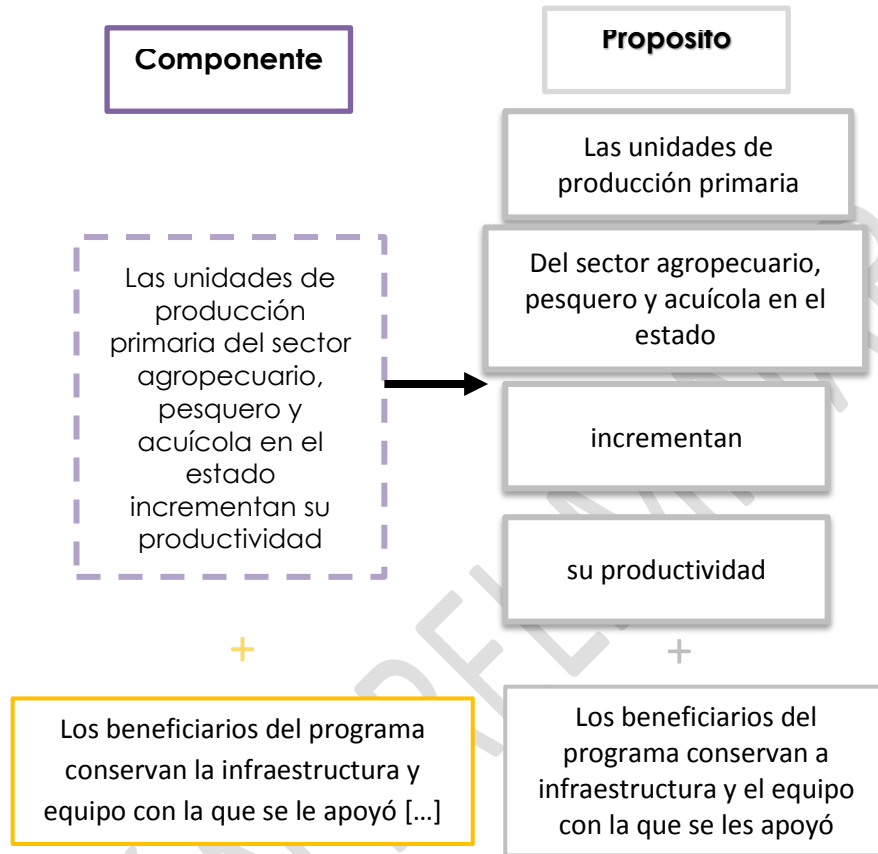 Componente
Proposito
Las unidades de
producción primaria
Del sector agropecuario,
pesquero y acuícola en el
estado
Las unidades de
producción
primaria del sector
agropecuario,
pesquero y
acuícola en el
estado
incrementan su
productividad
incrementan
su productividad
+
+
Los beneficiarios del programa
conservan la infraestructura y
equipo con la que se le apoyó [...]
Los beneficiarios del
programa conservan a
infraestructura y el equipo
con la que se les apoyó